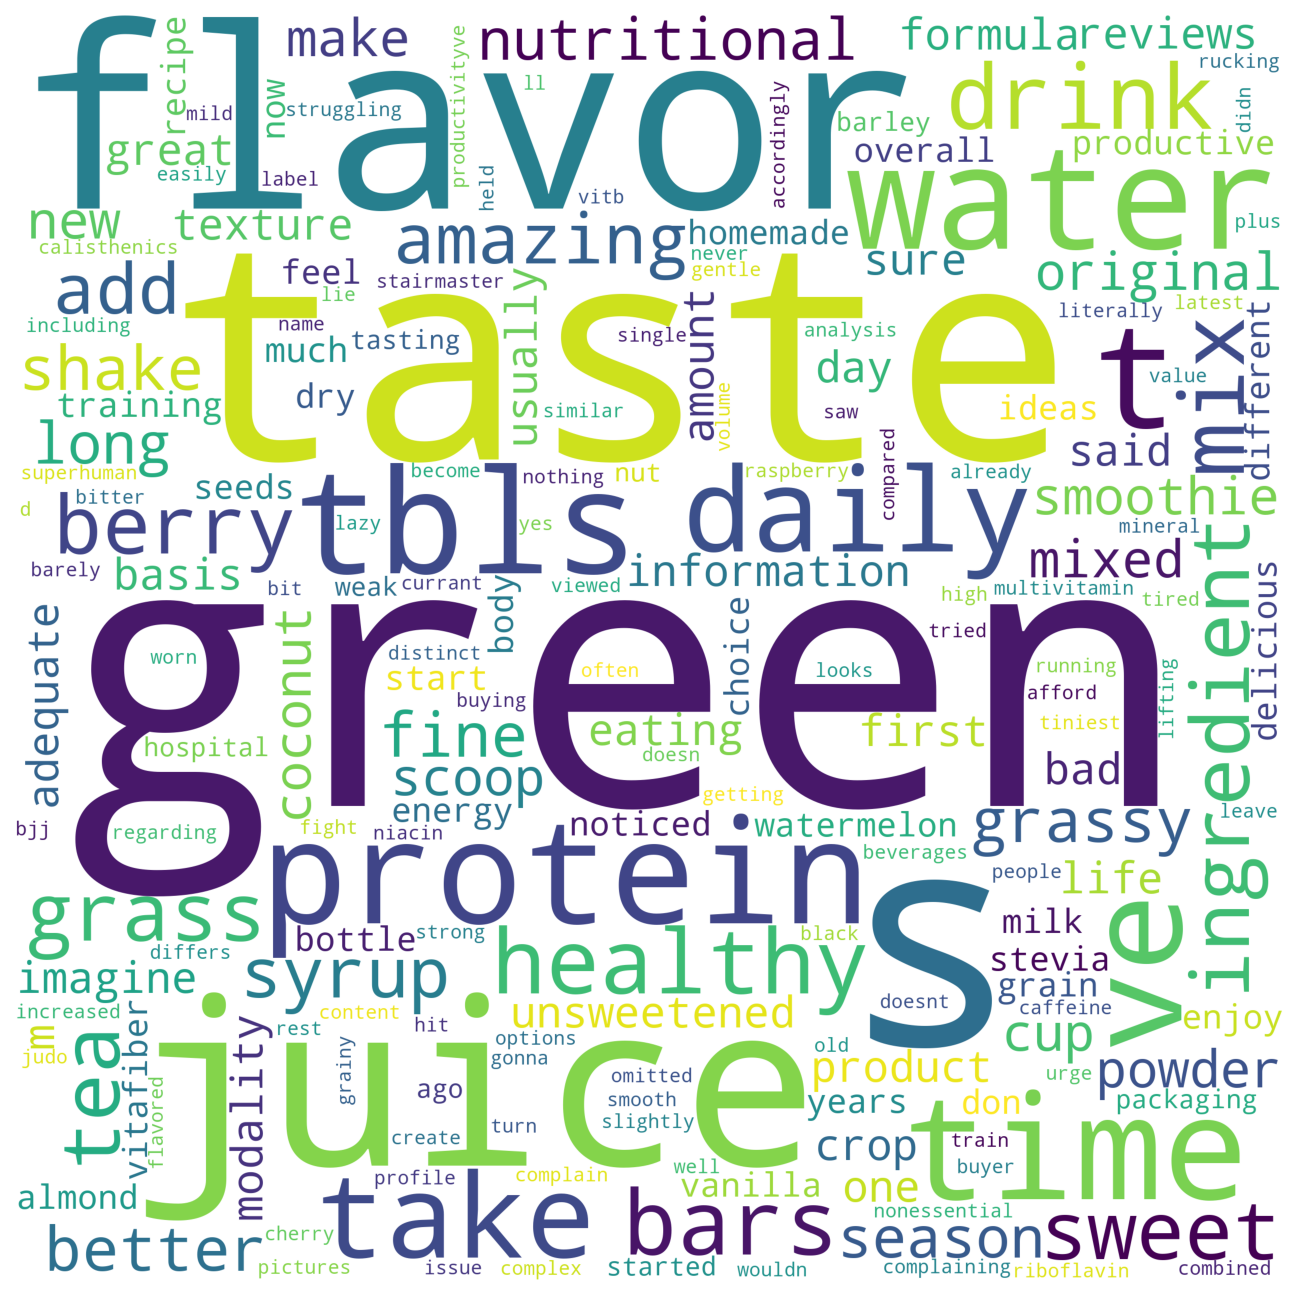 flavor
make
nutritional
formula
reviews
recipe
mild
now
struggling
productivityve
ll
accordingly
rucking
drink
didn
great
easily
label
held
vitb
barley
overall
productive
water
plus
new
texture
calisthenics
amazing
homemade
never
gentle
sure
original
add
feel
lie
stairmaster
usually
taste
literally
latest
including
name
single
analysis
t
mix
different
much
tasting
amount
day
value
shake
training
dry
similar
volume
saw
ideas
long
said
superhuman
bitter
d
seeds
become
nothing
nut
raspberry
compared
already
berry
tbls
lazy
yes
daily
smoothie
mineral
barely
basis
bit
weak
currant
viewed
information
high
multivitamin
mixed
tired
ingredient
delicious
adequate
worn
coconut
distinct
body
often
choice
looks
tried
running
green
start
buying
afford
tiniest
lifting
hospital
fine
eating
doesn
first
scoop
getting
bad
bjj
regarding
fight
energy
niacin
noticed
watermelon
beverages
grassy
leave
protein
s
people
life
grass
differs
bottle
strong
healthy
black
milk
stevia
ve
imagine
syrup
doesnt
grain
caffeine
increased
m
judo
tea
vitafiber
flavored
modality
rest
content
hit
unsweetened
options
gonna
old
cup
enjoy
juice
grainy
ago
omitted
smooth
slightly
product
urge
powder
years
don
packaging
create
turn
crop
train
buyer
time
almond
profile
complain
well
vanilla
one
nonessential
take
bars
better
cherry
pictures
issue
complex
started
wouldn
season
complaining
riboflavin
sweet
combined